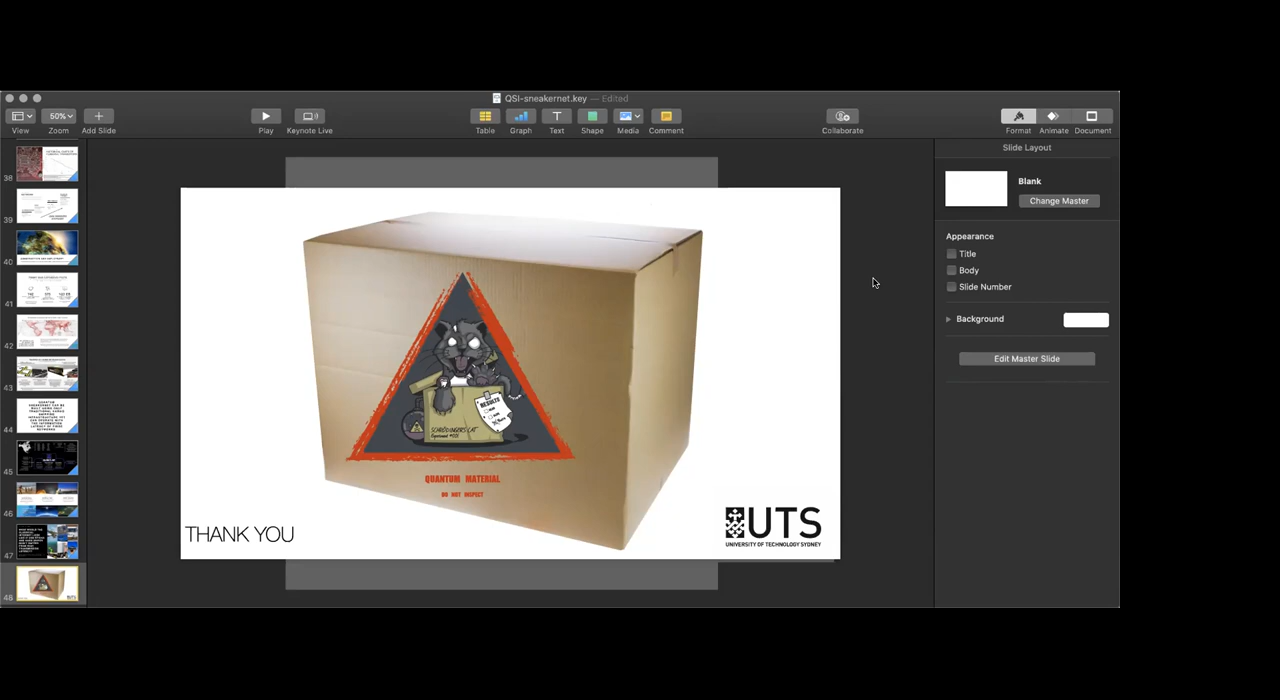 QSI-sneakernet.key — Edited
View
50%
Zoom
Add Slide
Play
Keynote Live
Table
Graph
T
Text
Shape
Media
Comment
Collaborate
Format
Animate
Document
38
39
40
41
42
43
44
45
46
47
48
RESULTS
SCHRODINGERS CAT
QUANTUM MATERIAL
DO NOT INSPECT
THANK YOU
UTS
UNIVERSITY OF TECHNOLOGY SYDNEY
Slide Layout
Blank
Change Master
Appearance
Title
Body
Slide Number
Background
Edit Master Slide